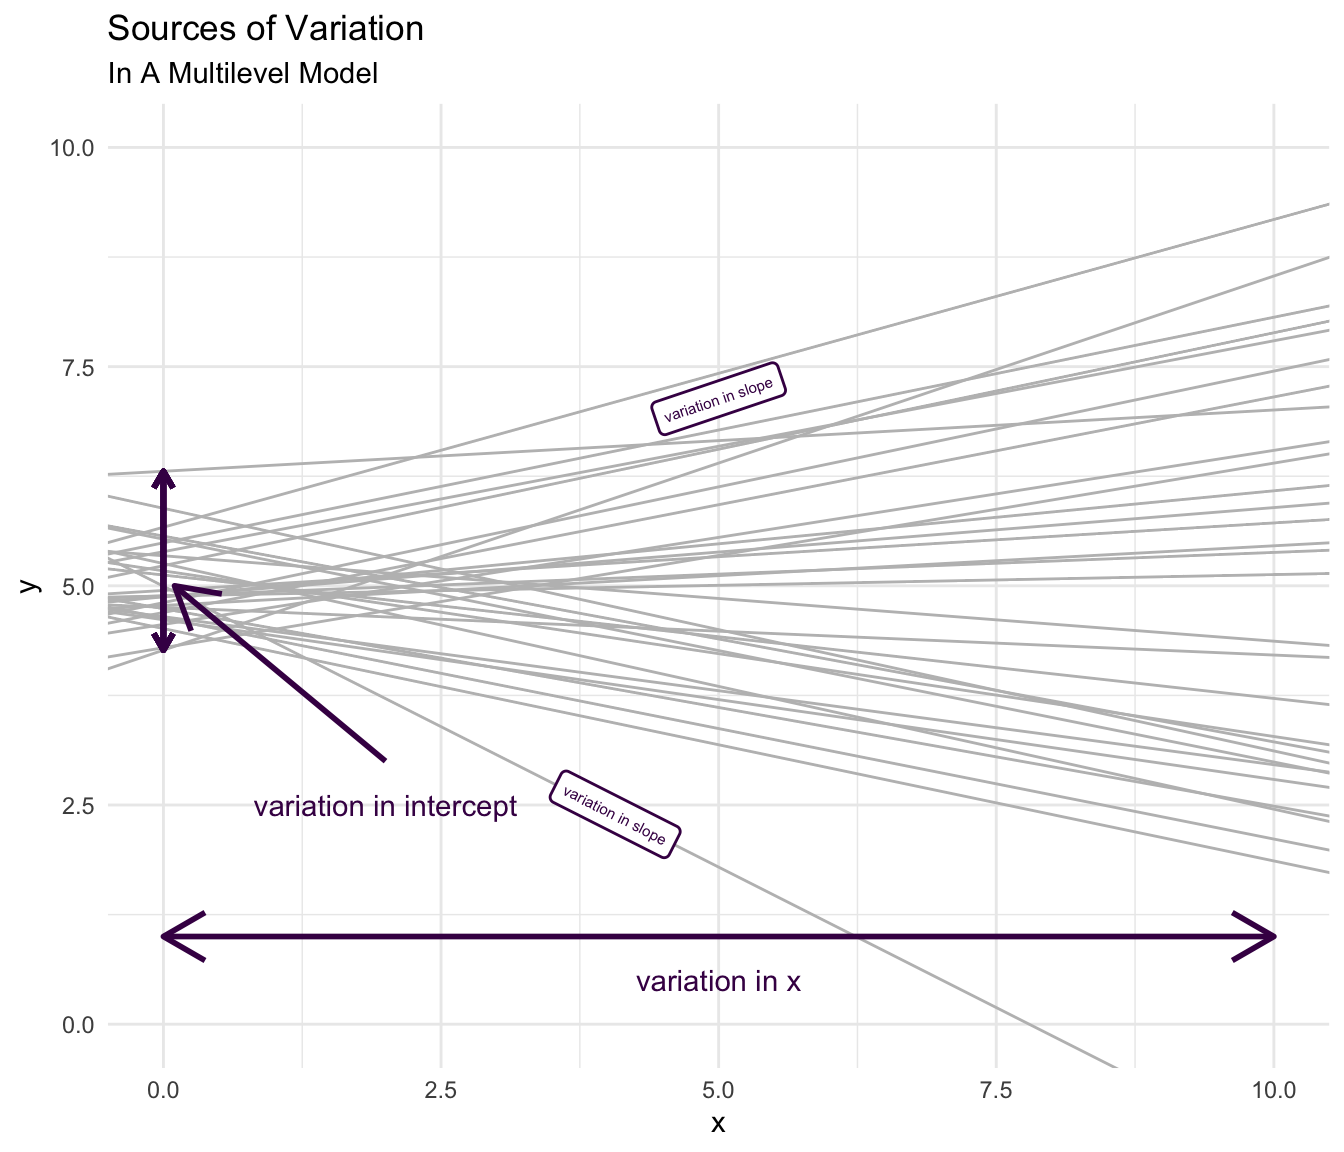 Sources of Variation
In A Multilevel Model
10.0
7.5
variation in slope
5.0
y
2.5
variation in intercept
variation in slope
variation in x
0.0
0.0 2.5 5.0 7.5 10.0
x